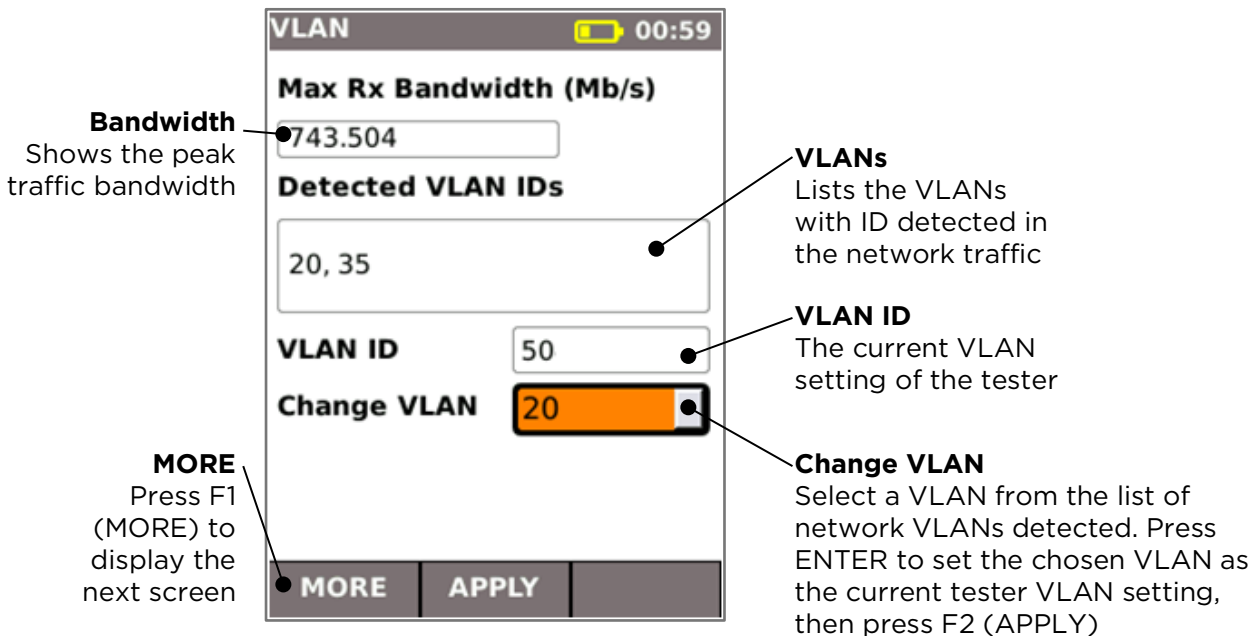 VLAN 00:59
Max Rx Bandwidth (Mb/s)
743.504
Detected VLAN IDs
20, 35
VLAN ID 50
Change VLAN 20
MORE APPLY
Bandwidth
Shows the peak
traffic bandwidth
MORE
Press F1
(MORE) to
display the
next screen
VLANs
Lists the VLANs
with ID detected in
the network traffic
VLAN ID
The current VLAN
setting of the tester
Change VLAN
Select a VLAN from the list of
network VLANs detected. Press
ENTER to set the chosen VLAN as
the current tester VLAN setting,
then press F2 (APPLY)